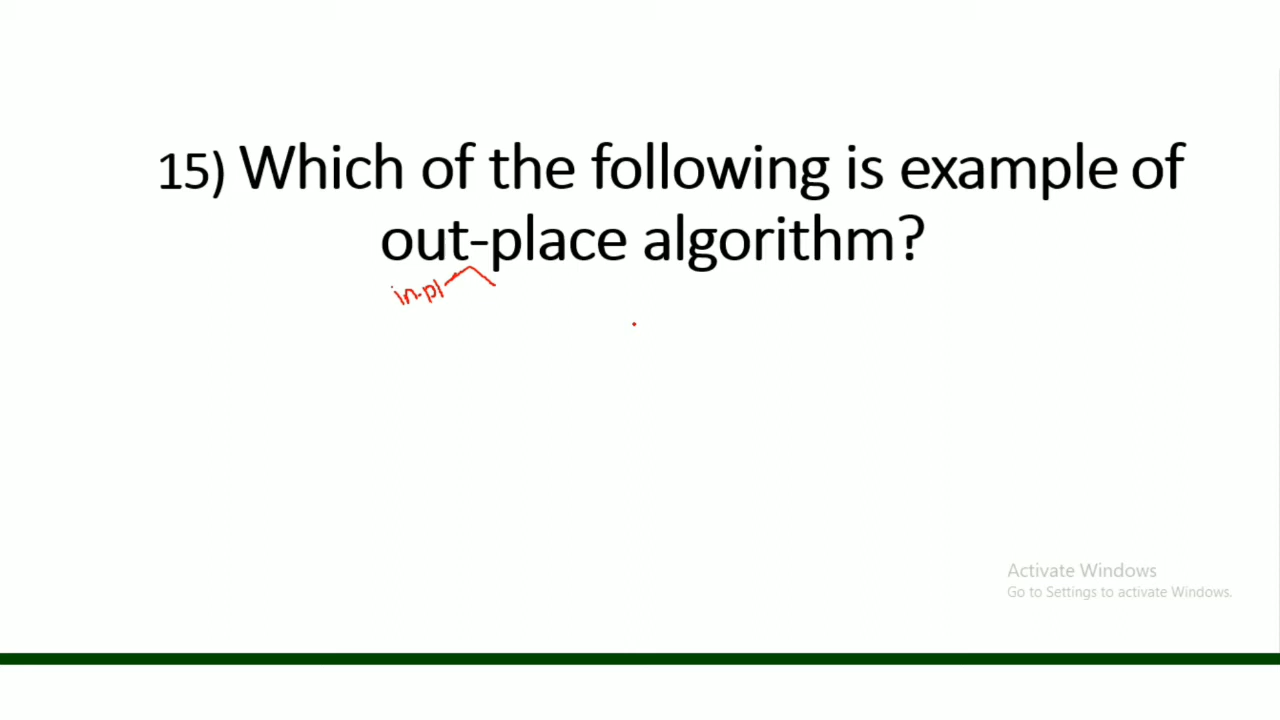 15) Which of the following is example of
out-place algorithm?
in-pl
Activate Windows
Go to Settings to activate Windows.